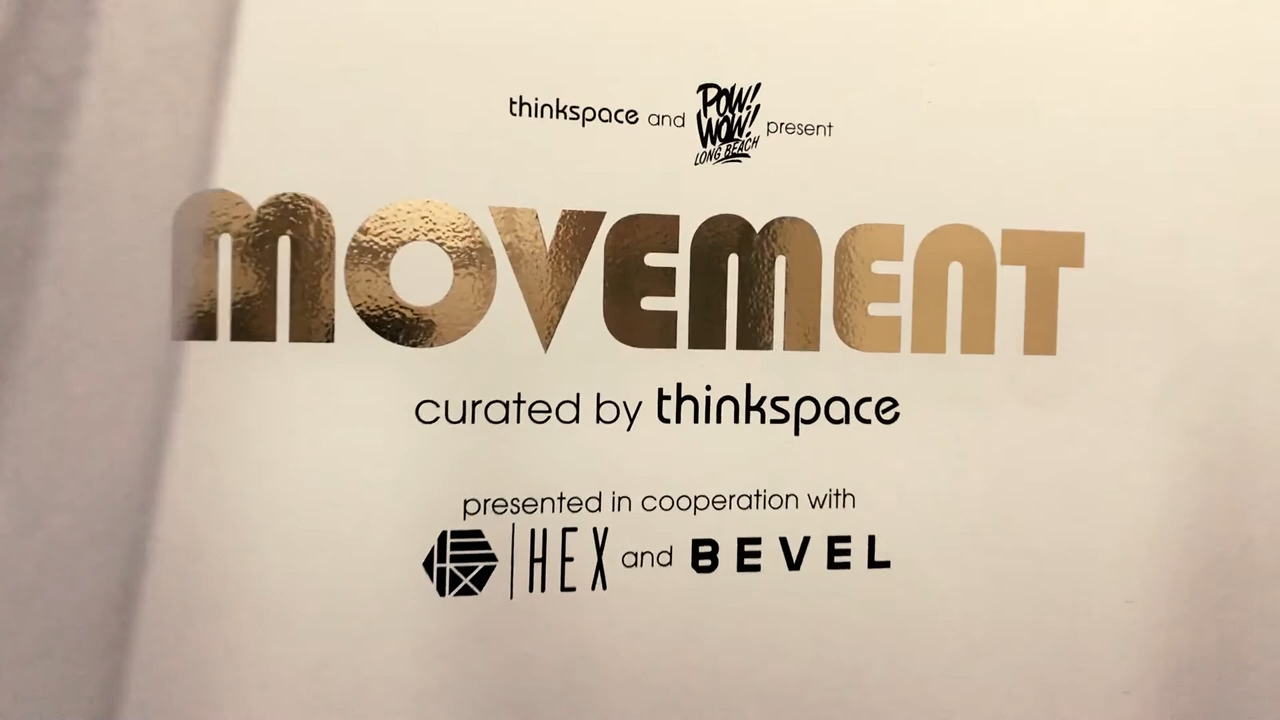 thinkspace and POW! WOW! LONG BEACH present
MOVEMENT
curated by thinkspace
presented in cooperation with
HEX and BEVEL